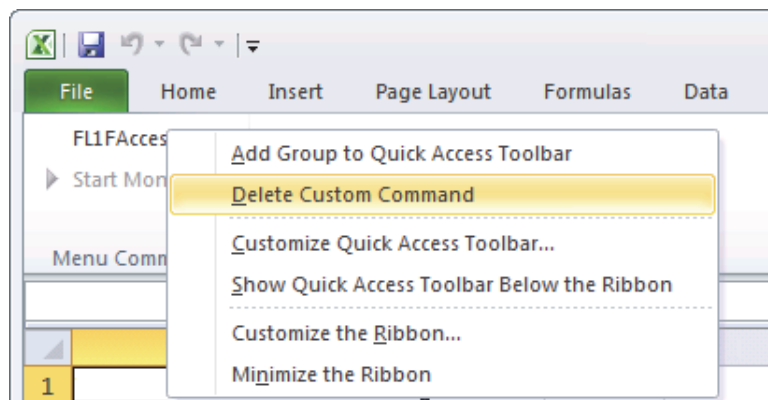 File Home Insert Page Layout Formulas Data
FL1FAcces
Add Group to Quick Access Toolbar
Start Mon
Delete Custom Command
Customize Quick Access Toolbar...
Menu Comm
Show Quick Access Toolbar Below the Ribbon
Customize the Ribbon...
Minimize the Ribbon
1